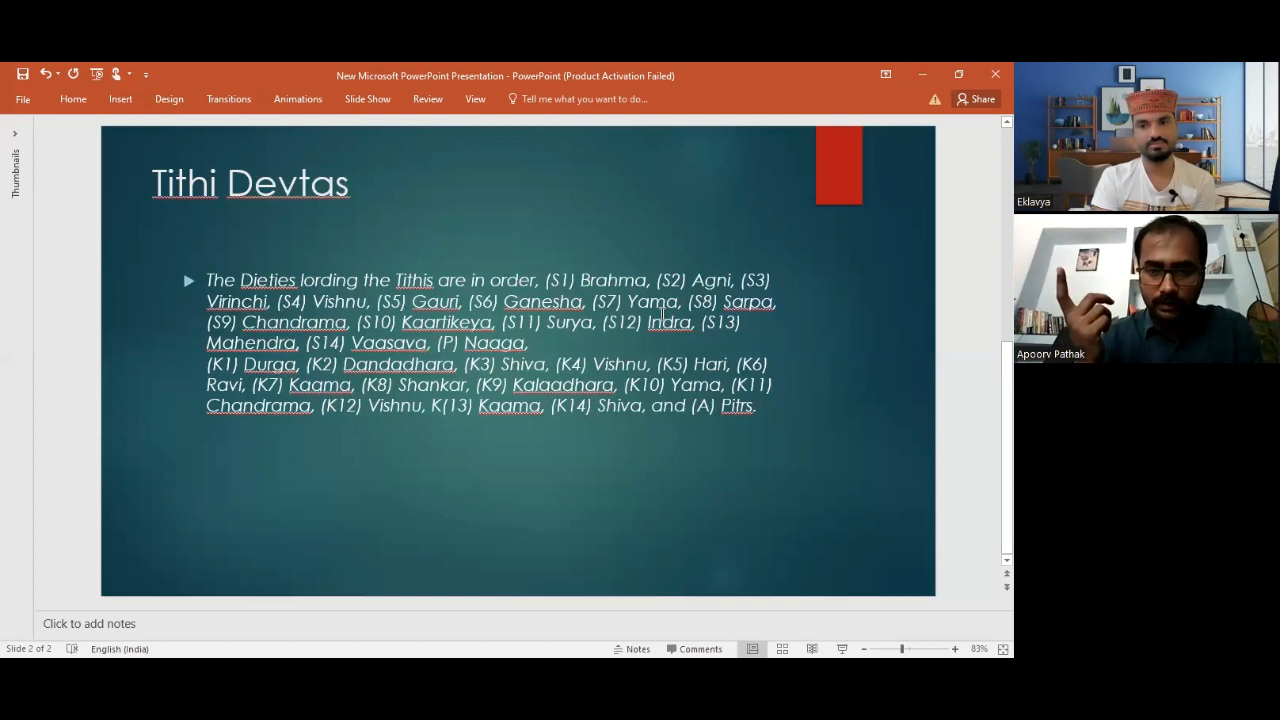 New Microsoft PowerPoint Presentation - PowerPoint (Product Activation Failed)
File Home Insert Design Transitions Animations Slide Show Review View Tell me what you want to do... Share
Thumbnails
Tithi Devtas
The Dieties lording the Tithis are in order, (S1) Brahma, (S2) Agni, (S3)
Virinchi, (S4) Vishnu, (S5) Gauri, (S6) Ganesha, (S7) Yama, (S8) Sarpa,
(S9) Chandrama, (S10) Kaartikeya, (S11) Surya, (S12) Indra, (S13)
Mahendra, (S14) Vaasava, (P) Naaga,
(K1) Durga, (K2) Dandadhara, (K3) Shiva, (K4) Vishnu, (K5) Hari, (K6)
Ravi, (K7) Kaama, (K8) Shankar, (K9) Kalaadhara, (K10) Yama, (K11)
Chandrama, (K12) Vishnu, K(13) Kaama, (K14) Shiva, and (A) Pitrs.
Click to add notes
Slide 2 of 2 English (India) Notes Comments 83%
Eklavya
Apoorv Pathak